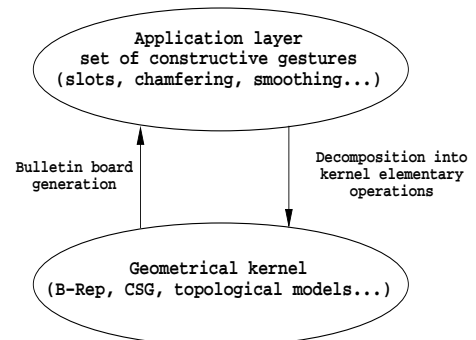 Application layer
set of constructive gestures
(slots, chamfering, smoothing...)
Bulletin board
generation
Decomposition into
kernel elementary
operations
Geometrical kernel
(B-Rep, CSG, topological models...)